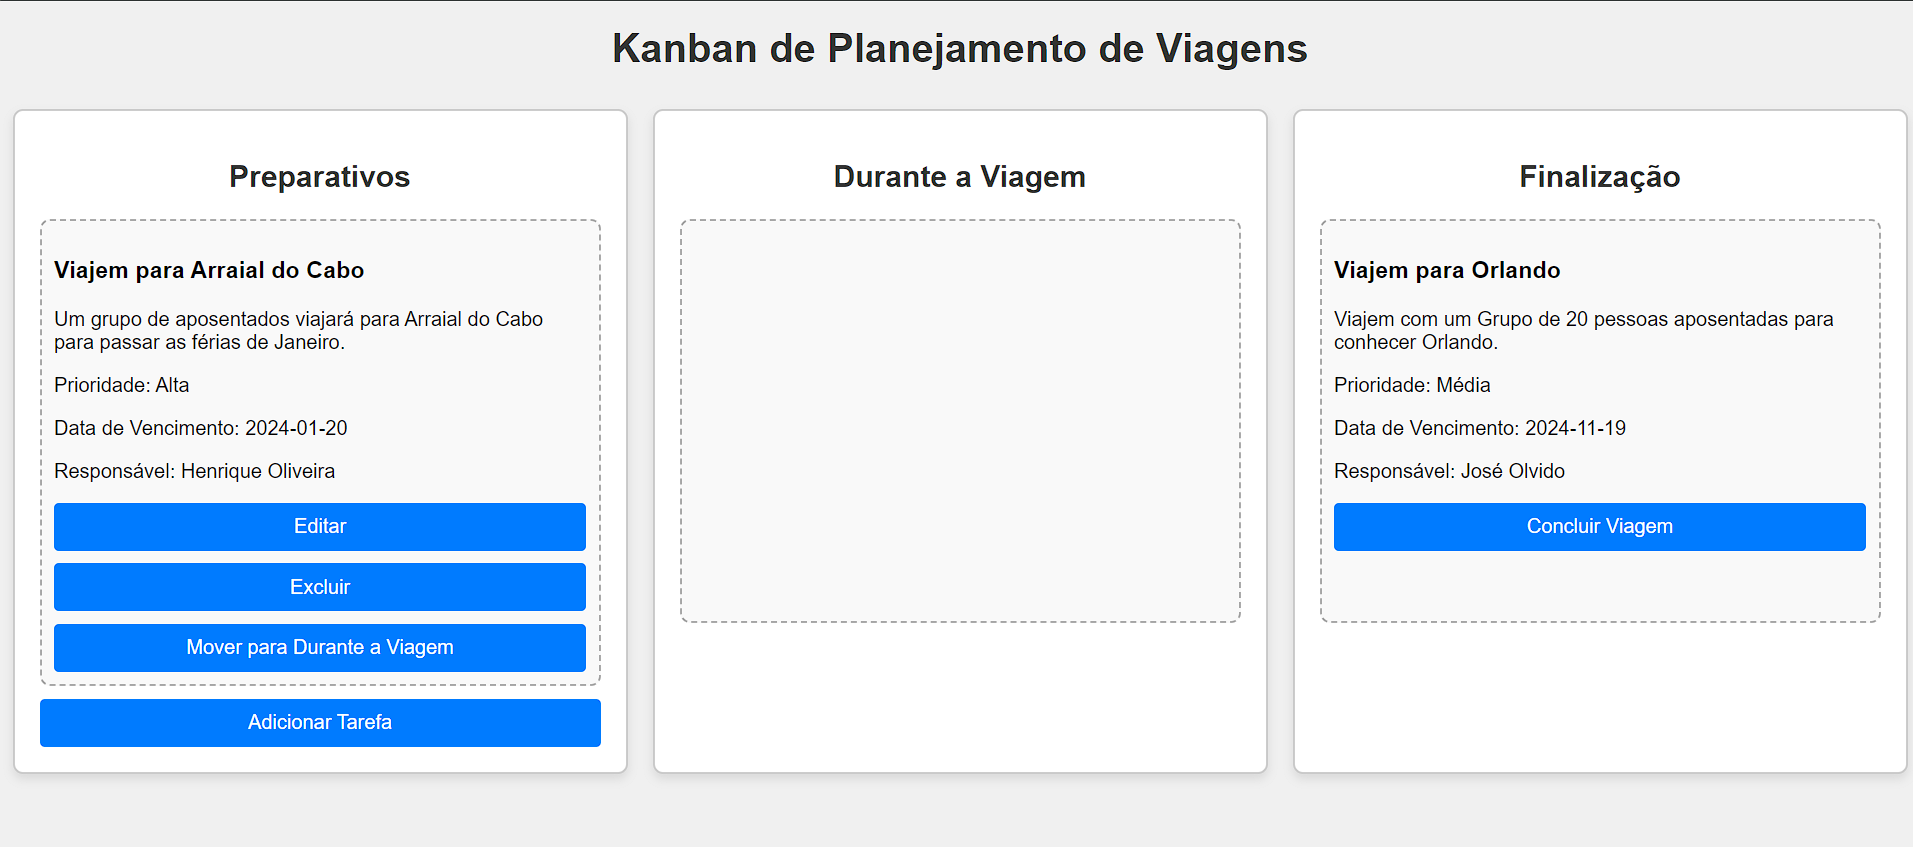 Kanban de Planejamento de Viagens
Preparativos
Viajem para Arraial do Cabo
Um grupo de aposentados viajará para Arraial do Cabo
para passar as férias de Janeiro.
Prioridade: Alta
Data de Vencimento: 2024-01-20
Responsável: Henrique Oliveira
Editar
Excluir
Mover para Durante a Viagem
Adicionar Tarefa
Durante a Viagem
Finalização
Viajem para Orlando
Viajem com um Grupo de 20 pessoas aposentadas para
conhecer Orlando.
Prioridade: Média
Data de Vencimento: 2024-11-19
Responsável: José Olvido
Concluir Viagem